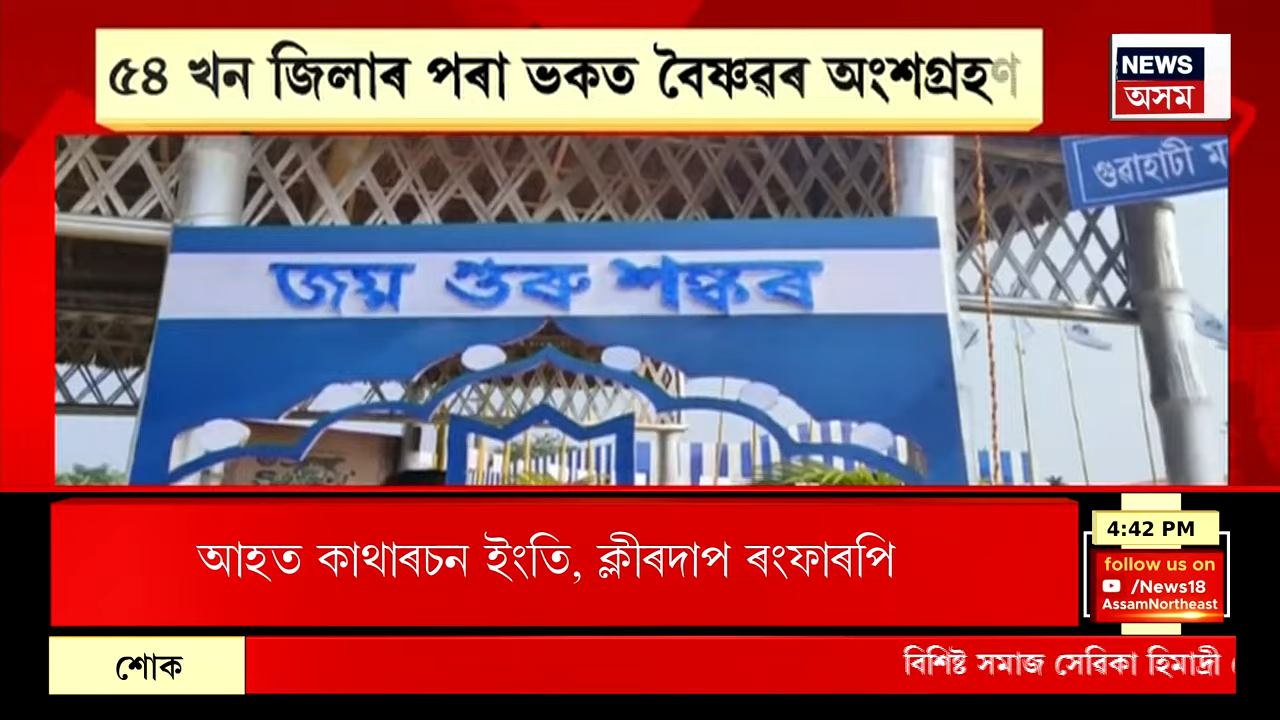 ৫৪ খন জিলাৰ পৰা ভকত বৈষ্ণৱৰ অংশগ্ৰহণ
NEWS
অসম
গুৱাহাটী
জয় গুৰু শঙ্কৰ
আহত কাথাৰচন ইংতি, ক্লীৰদাপ ৰংফাৰপি
4:42 PM
follow us on
/News18
AssamNortheast
শোক
বিশিষ্ট সমাজ সেৱিকা হিমাদ্ৰী